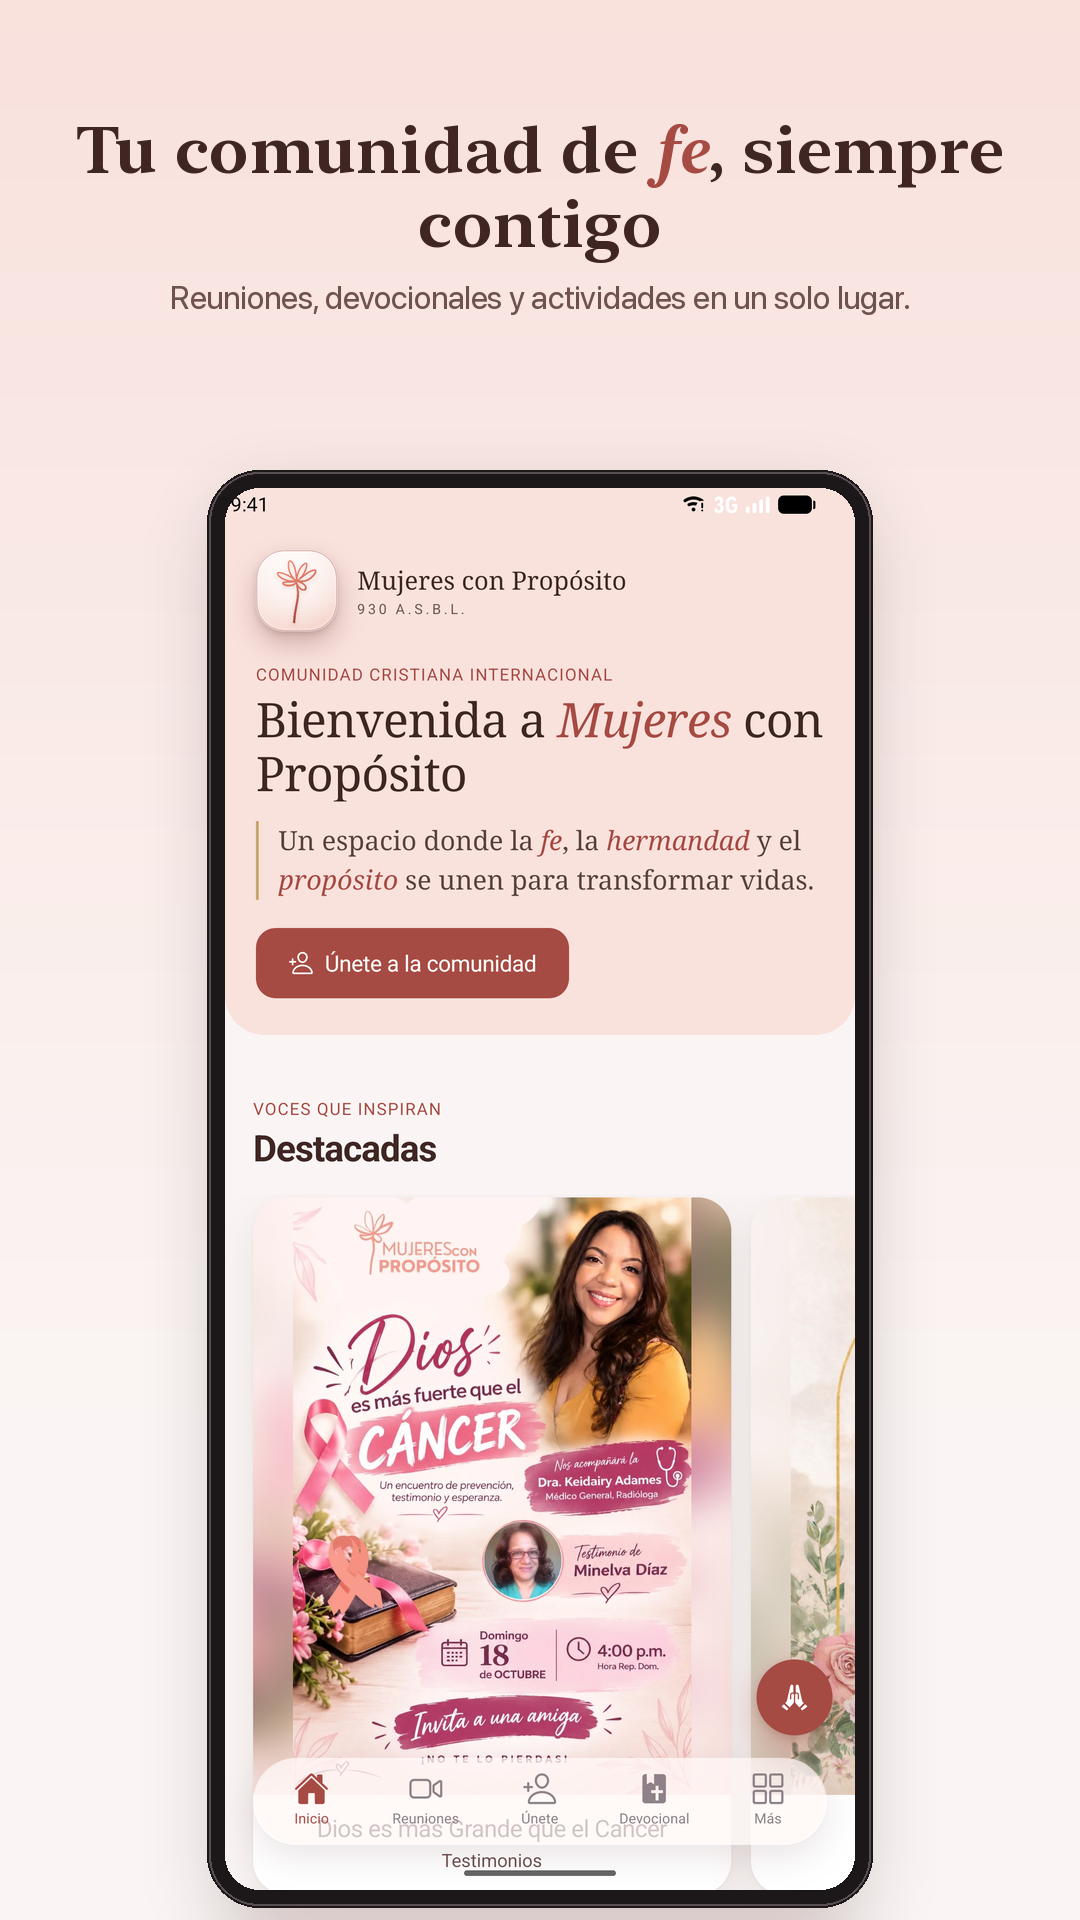 Tu comunidad de fe, siempre
contigo
Reuniones, devocionales y actividades en un solo lugar.
9:41
3G
Mujeres con Propósito
930 A.S.B.L.
COMUNIDAD CRISTIANA INTERNACIONAL
Bienvenida a Mujeres con
Propósito
Un espacio donde la fe, la hermandad y el
propósito se unen para transformar vidas.
Únete a la comunidad
VOCES QUE INSPIRAN
Destacadas
MUJERES CON
PROPÓSITO
Dios
es más fuerte que el
CÁNCER
Un encuentro de prevención,
testimonio y esperanza.
Nos acompañará la
Dra. Keidairy Adames
Médico General, Radióloga
Testimonio de
Minelva Díaz
Domingo
18
de OCTUBRE
4:00 p.m.
Hora Rep. Dom.
Invita a una amiga
¡NO TE LO PIERDAS!
Inicio
Reuniones
Únete
Devocional
Más
Dios es más Grande que el Cáncer
Testimonios